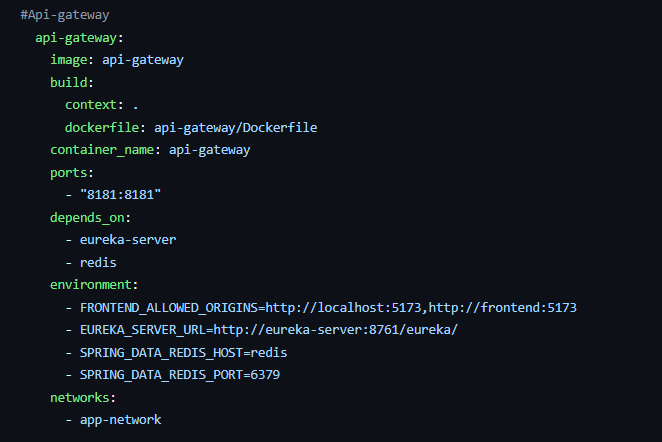 #Api-gateway
  api-gateway:
    image: api-gateway
    build:
      context: .
      dockerfile: api-gateway/Dockerfile
    container_name: api-gateway
    ports:
      - "8181:8181"
    depends_on:
      - eureka-server
      - redis
    environment:
      - FRONTEND_ALLOWED_ORIGINS=http://localhost:5173,http://frontend:5173
      - EUREKA_SERVER_URL=http://eureka-server:8761/eureka/
      - SPRING_DATA_REDIS_HOST=redis
      - SPRING_DATA_REDIS_PORT=6379
    networks:
      - app-network